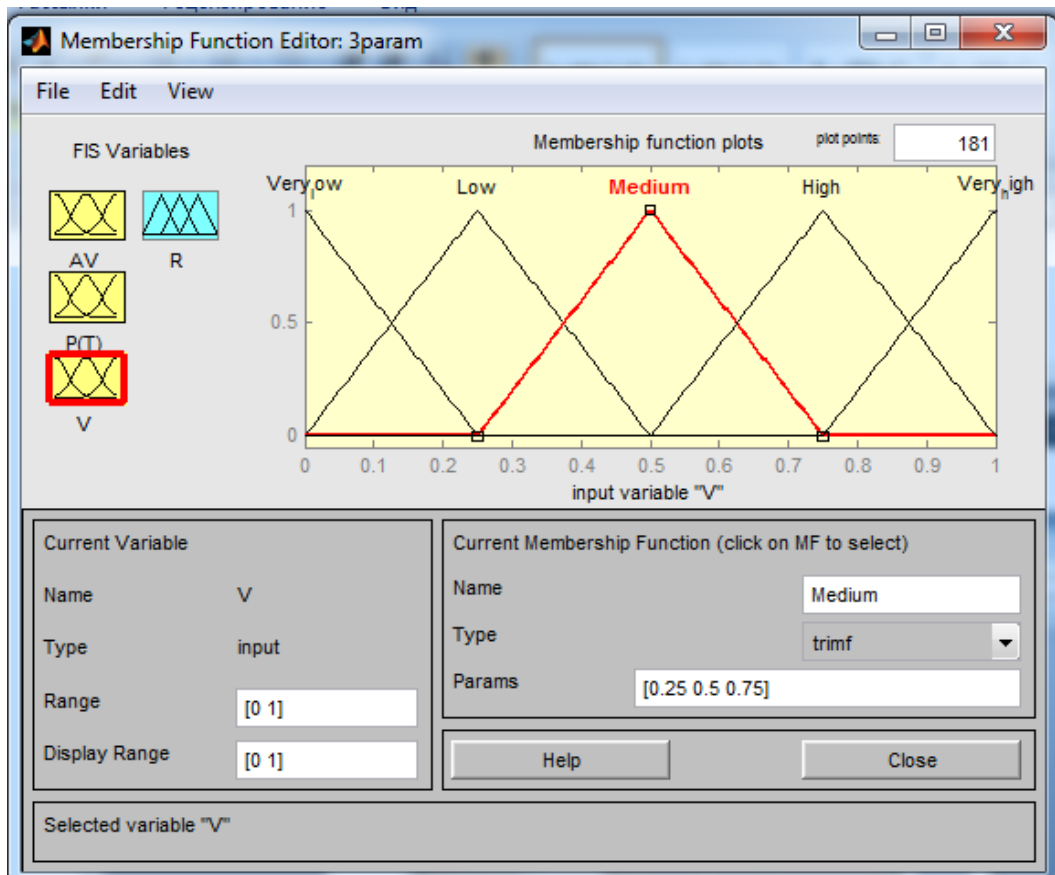 Рецензирование Вид
Membership Function Editor: 3param
File Edit View
FIS Variables
AV
R
P(T)
V
Membership function plots
plot points:
181
Very_low
Low
Medium
High
Very_high
1
0.5
0
0 0.1 0.2 0.3 0.4 0.5 0.6 0.7 0.8 0.9 1
input variable "V"
Current Variable
Name V
Type input
Range [0 1]
Display Range [0 1]
Current Membership Function (click on MF to select)
Name Medium
Type trimf
Params [0.25 0.5 0.75]
Help Close
Selected variable "V"